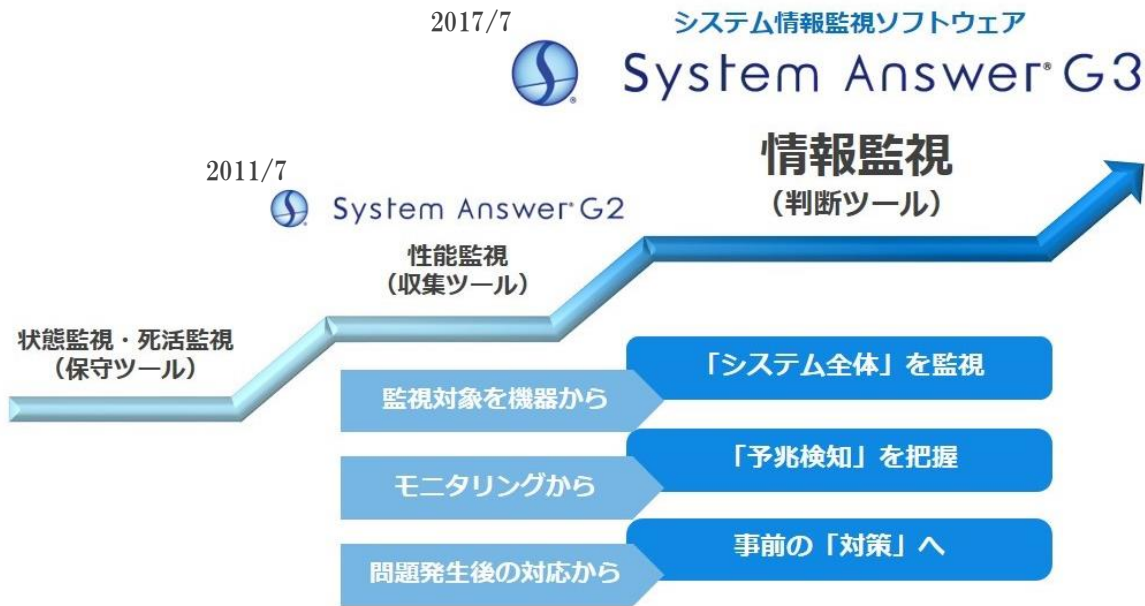 2017/7
システム情報監視ソフトウェア
System Answer® G3
情報監視
（判断ツール）
2011/7
System Answer® G2
性能監視
（収集ツール）
状態監視・死活監視
（保守ツール）
監視対象を機器から
「システム全体」を監視
モニタリングから
「予兆検知」を把握
問題発生後の対応から
事前の「対策」へ